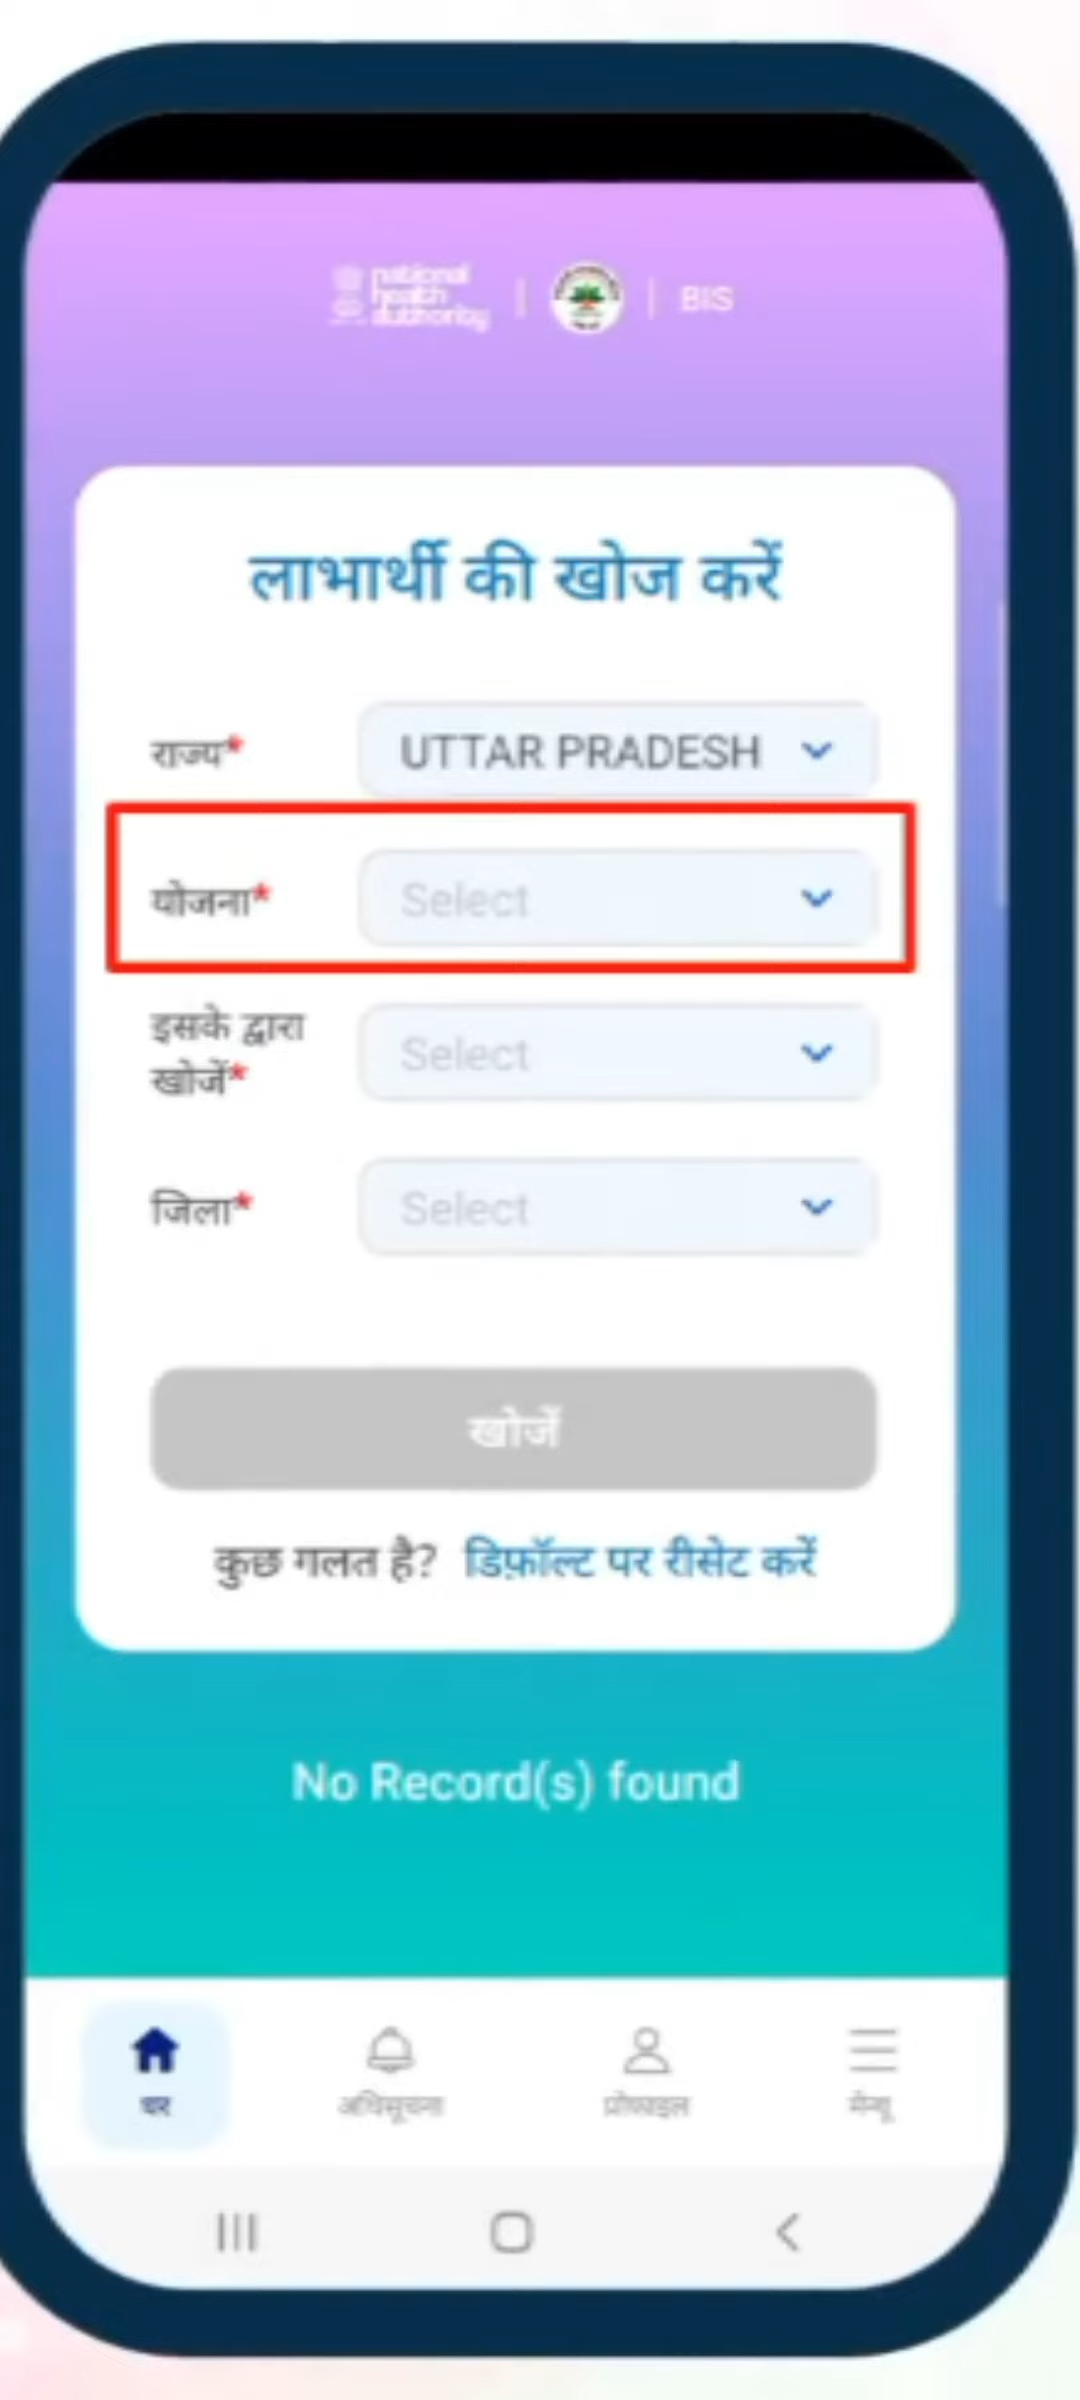 national
health
authority
BIS
लाभार्थी की खोज करें
राज्य*
UTTAR PRADESH
योजना*
Select
इसके द्वारा
खोजें*
Select
जिला*
Select
खोजें
कुछ गलत है? डिफ़ॉल्ट पर रीसेट करें
No Record(s) found
घर
अधिसूचना
प्रोफाइल
मेन्यू